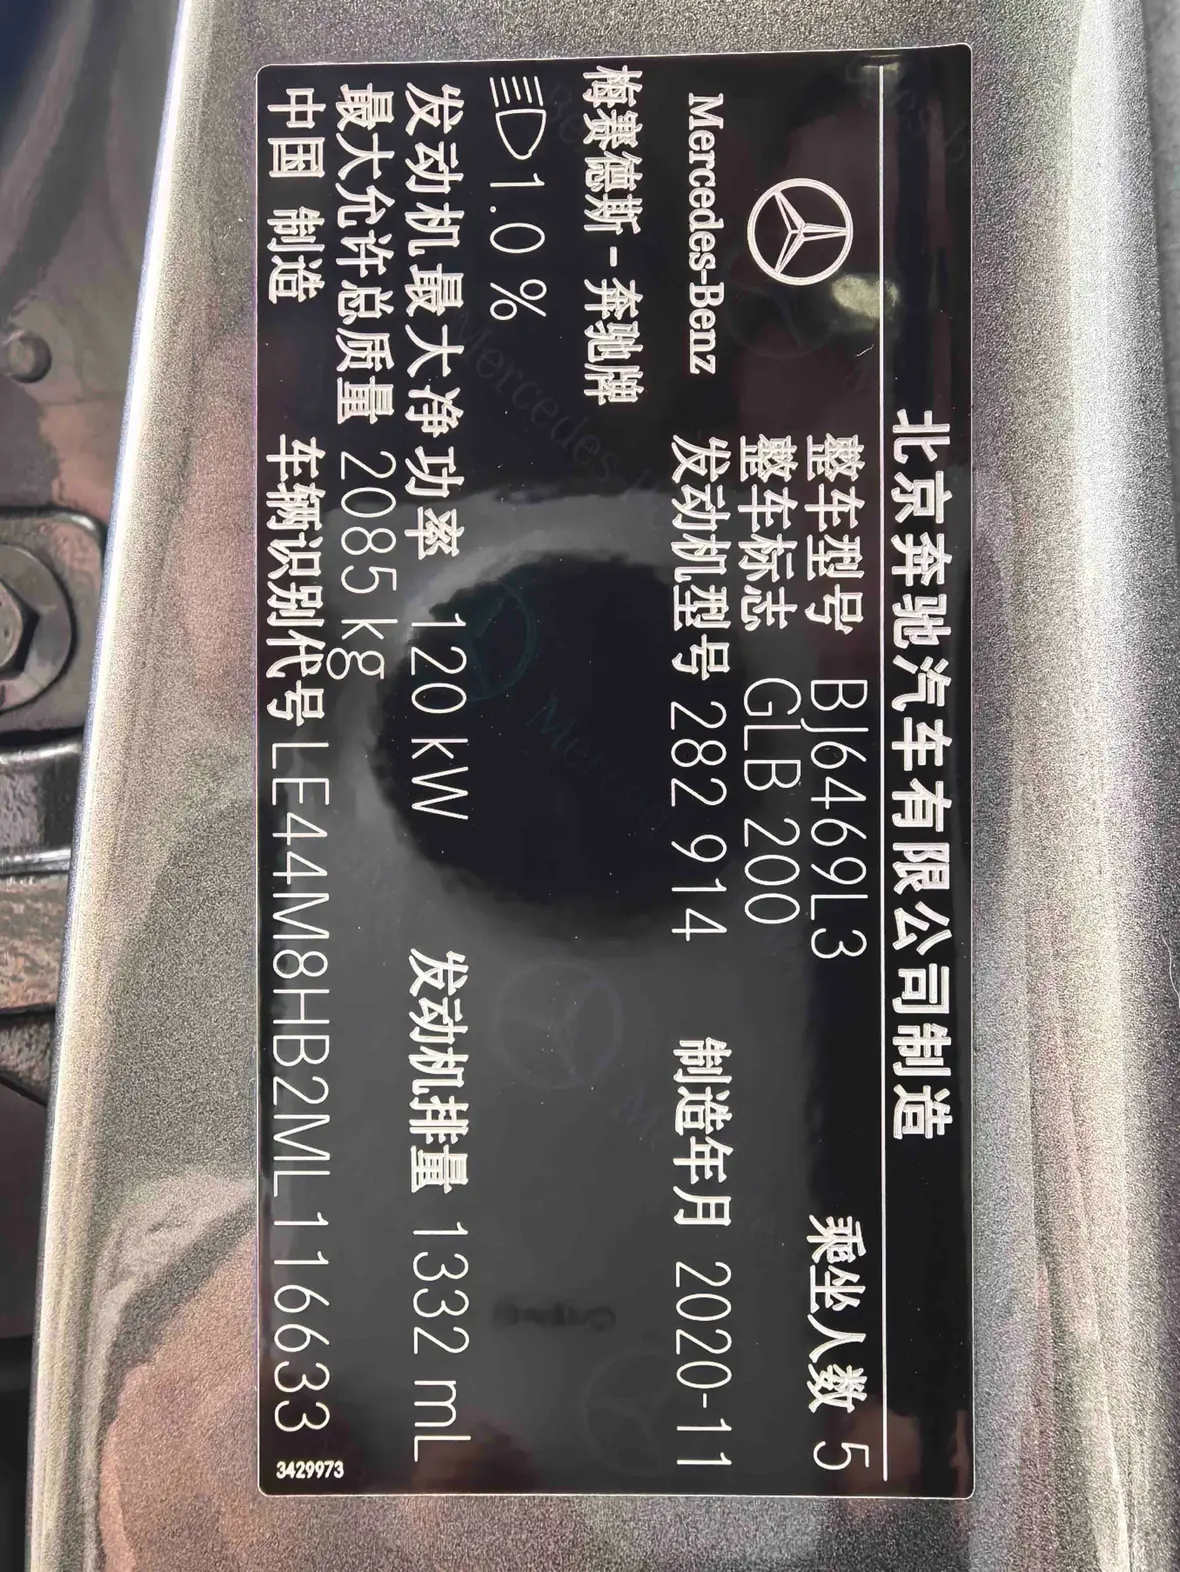 北京奔驰汽车有限公司制造
整车型号 BJ6469L3 乘坐人数 5
整车标志 GLB 200
Mercedes-Benz 发动机型号 282 914 制造年月 2020-11
梅赛德斯-奔驰牌
1.0 %
发动机最大净功率 120 kW 发动机排量 1332 mL
最大允许总质量 2085 kg
中国 制造 车辆识别代号 LE44M8HB2ML116633
3429973